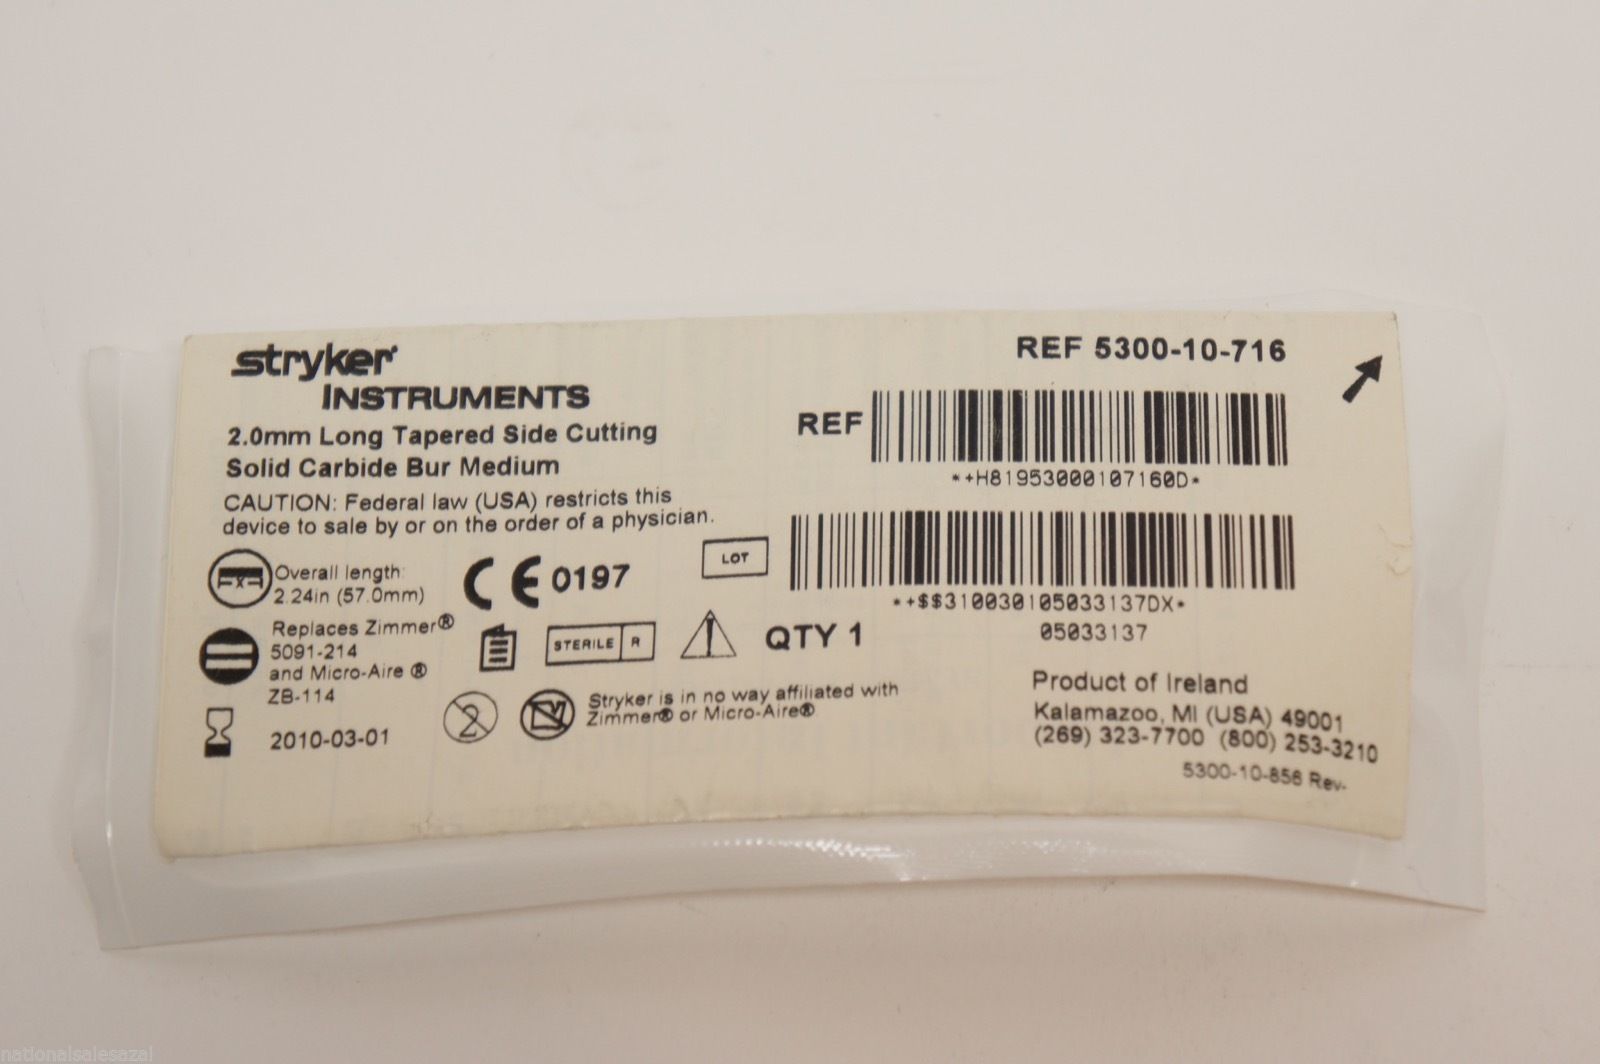 stryker
INSTRUMENTS
2.0mm Long Tapered Side Cutting
Solid Carbide Bur Medium
CAUTION: Federal law (USA) restricts this
device to sale by or on the order of a physician.
Overall length:
2.24in (57.0mm)
Replaces Zimmer®
5091-214
and Micro-Aire ®
ZB-114
2010-03-01
CE 0197
STERILE R
2
Stryker is in no way affiliated with
Zimmer® or Micro-Aire®
LOT
QTY 1
REF 5300-10-716
REF
*+H81953000107160D*
*+$$310030105033137DX*
05033137
Product of Ireland
Kalamazoo, MI (USA) 49001
(269) 323-7700 (800) 253-3210
5300-10-856 Rev-
nationalsalesazal